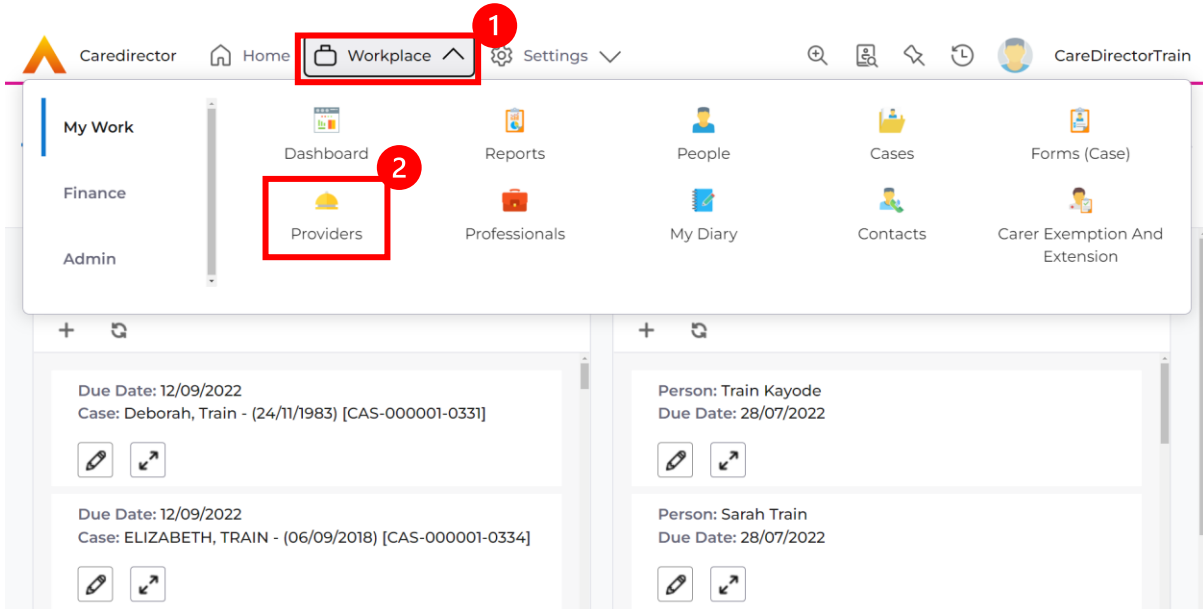 1
Caredirector Home Workplace Settings CareDirectorTrain
My Work
Finance
Admin
Dashboard Reports People Cases Forms (Case)
2
Providers Professionals My Diary Contacts Carer Exemption And
Extension
Due Date: 12/09/2022
Case: Deborah, Train - (24/11/1983) [CAS-000001-0331]
Due Date: 12/09/2022
Case: ELIZABETH, TRAIN - (06/09/2018) [CAS-000001-0334]
Person: Train Kayode
Due Date: 28/07/2022
Person: Sarah Train
Due Date: 28/07/2022